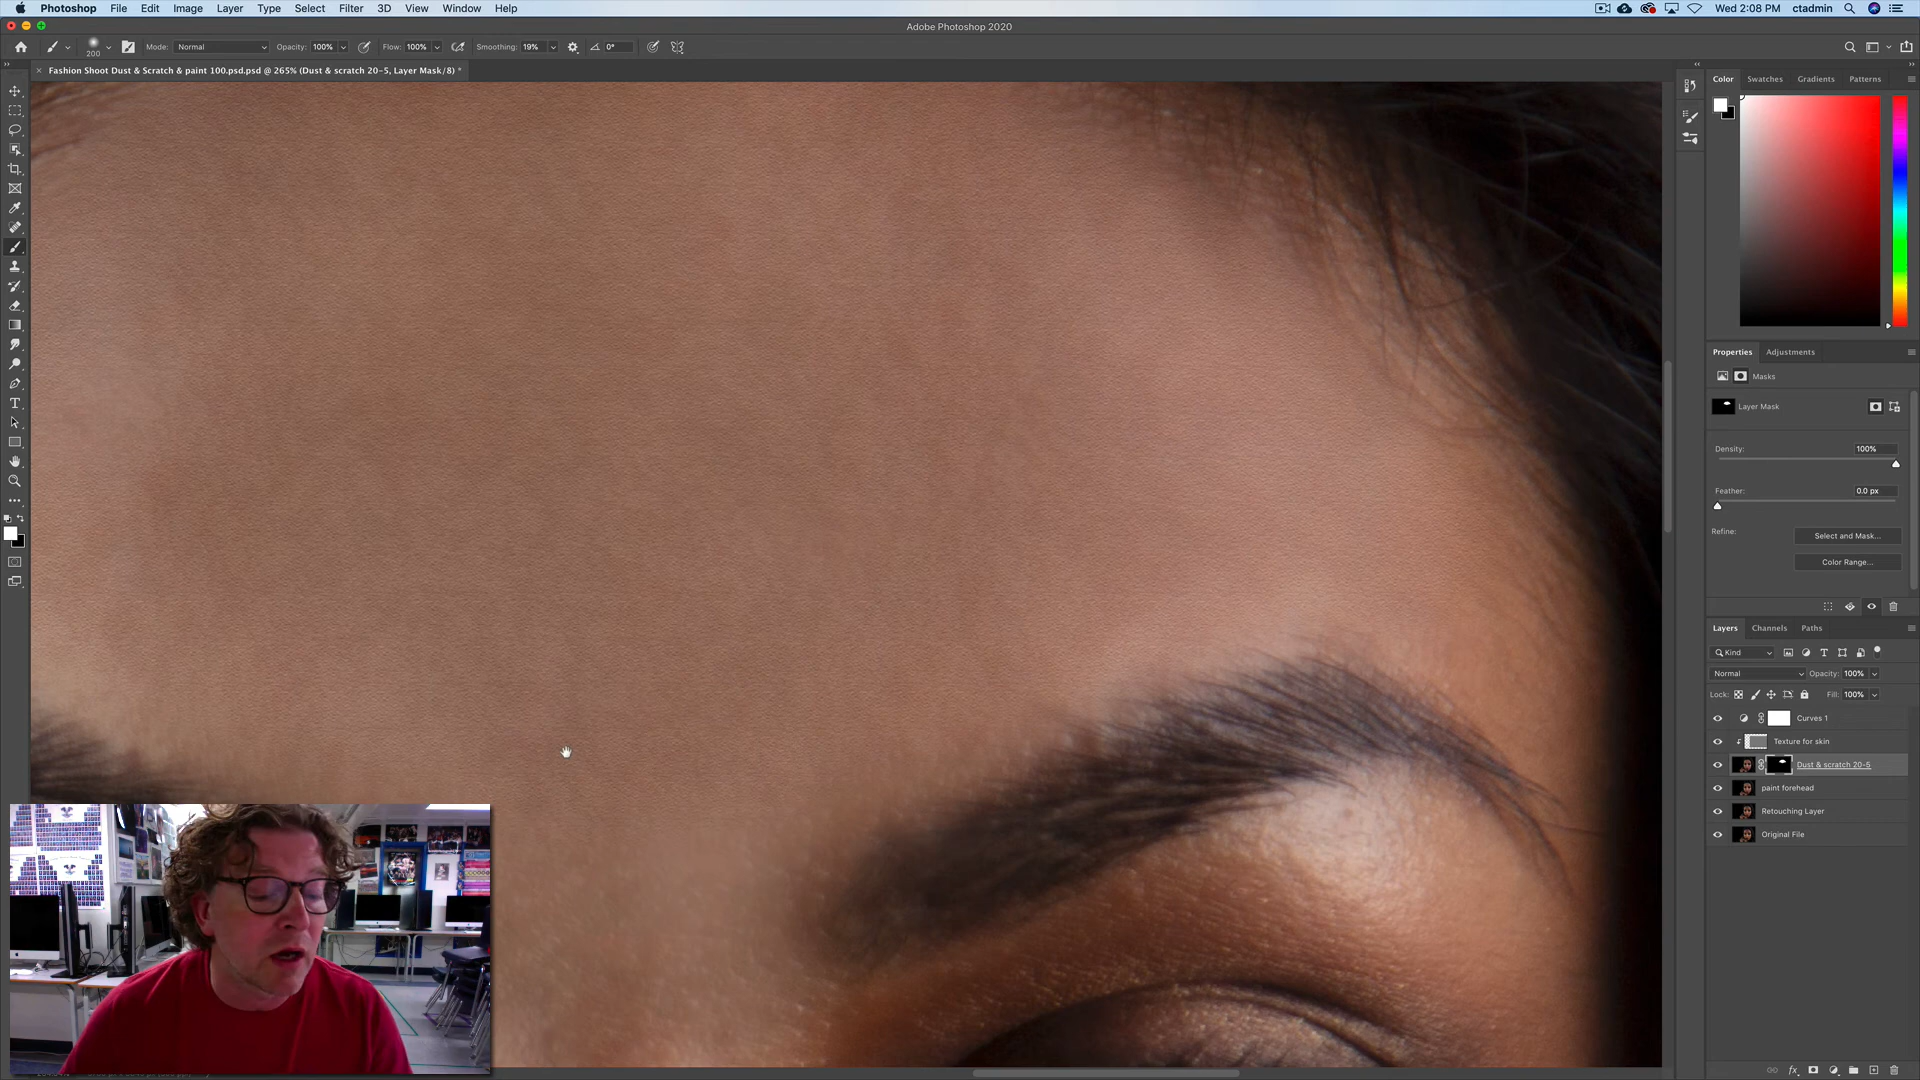 Photoshop File Edit Image Layer Type Select Filter 3D View Window Help
Wed 2:08 PM ctadmin
Adobe Photoshop 2020
200 Mode: Normal Opacity: 100% Flow: 100% Smoothing: 19% 0°
Fashion Shoot Dust & Scratch & paint 100.psd.psd @ 265% (Dust & scratch 20-5, Layer Mask/8) *
Color Swatches Gradients Patterns
Properties Adjustments
Masks
Layer Mask
Density: 100%
Feather: 0.0 px
Refine: Select and Mask...
Color Range...
Layers Channels Paths
Kind
Normal Opacity: 100%
Lock: Fill: 100%
Curves 1
Texture for skin
Dust & scratch 20-5
paint forehead
Retouching Layer
Original File